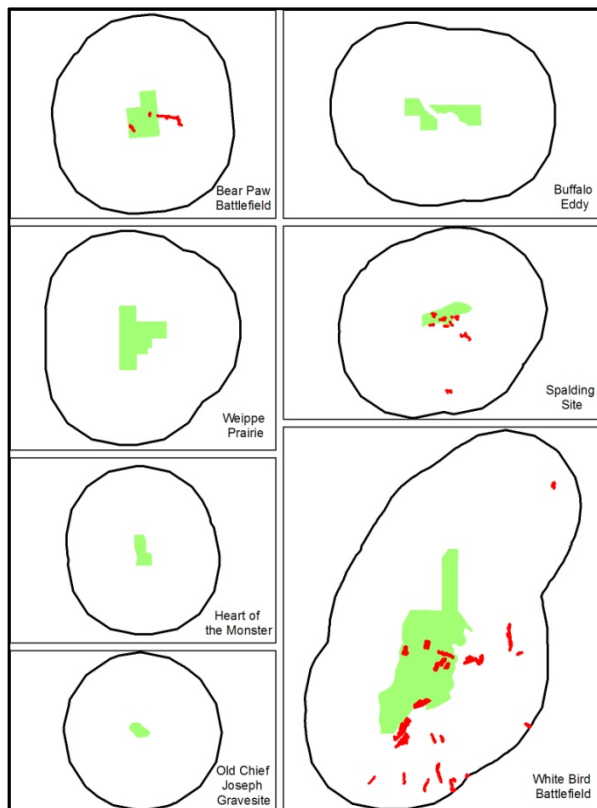 Bear Paw
Battlefield
Buffalo
Eddy
Weippe
Prairie
Spalding
Site
Heart of
the Monster
Old Chief
Joseph
Gravesite
White Bird
Battlefield